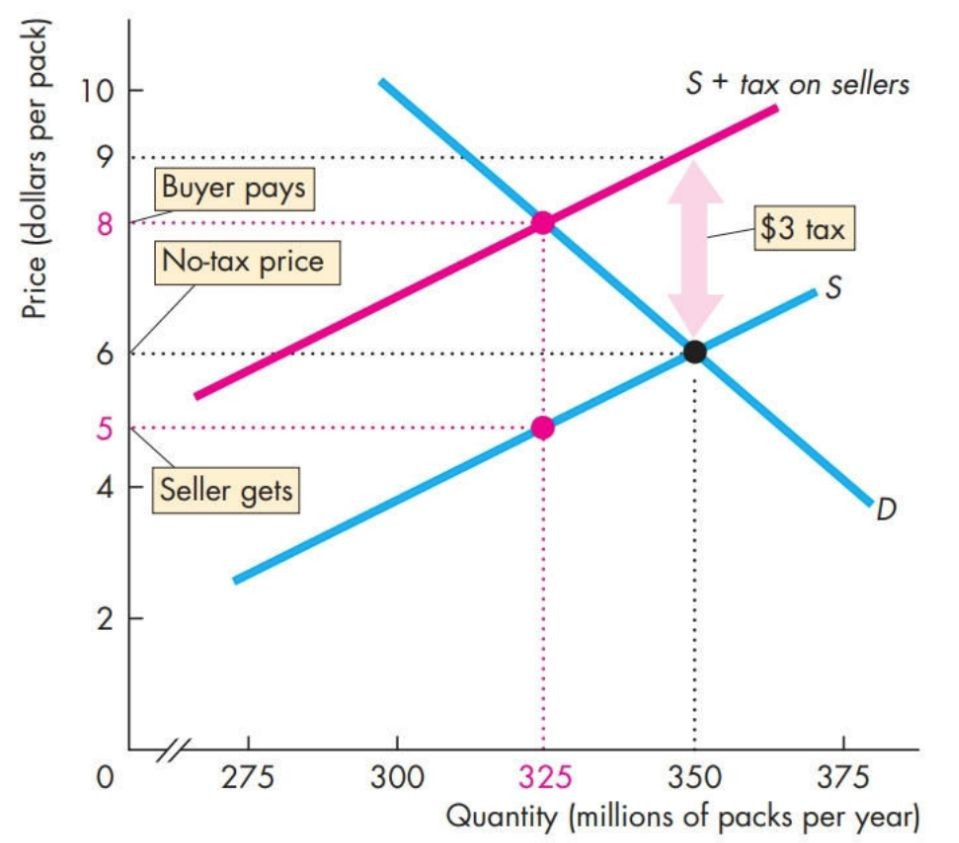 Price (dollars per pack)
10
9
8
6
5
4
2
0
Buyer pays
No-tax price
Seller gets
S + tax on sellers
$3 tax
S
D
275
300
325
350
375
Quantity (millions of packs per year)